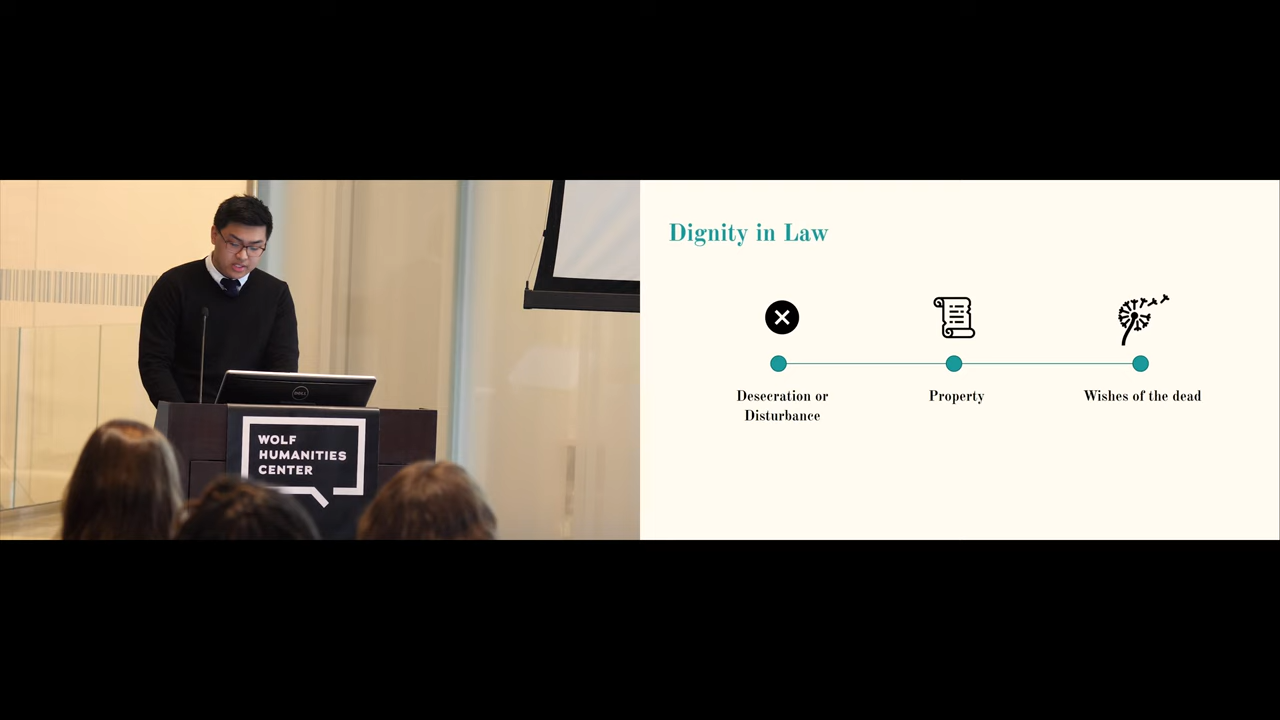 WOLF
HUMANITIES
CENTER
Dignity in Law
Desecration or
Disturbance
Property
Wishes of the dead